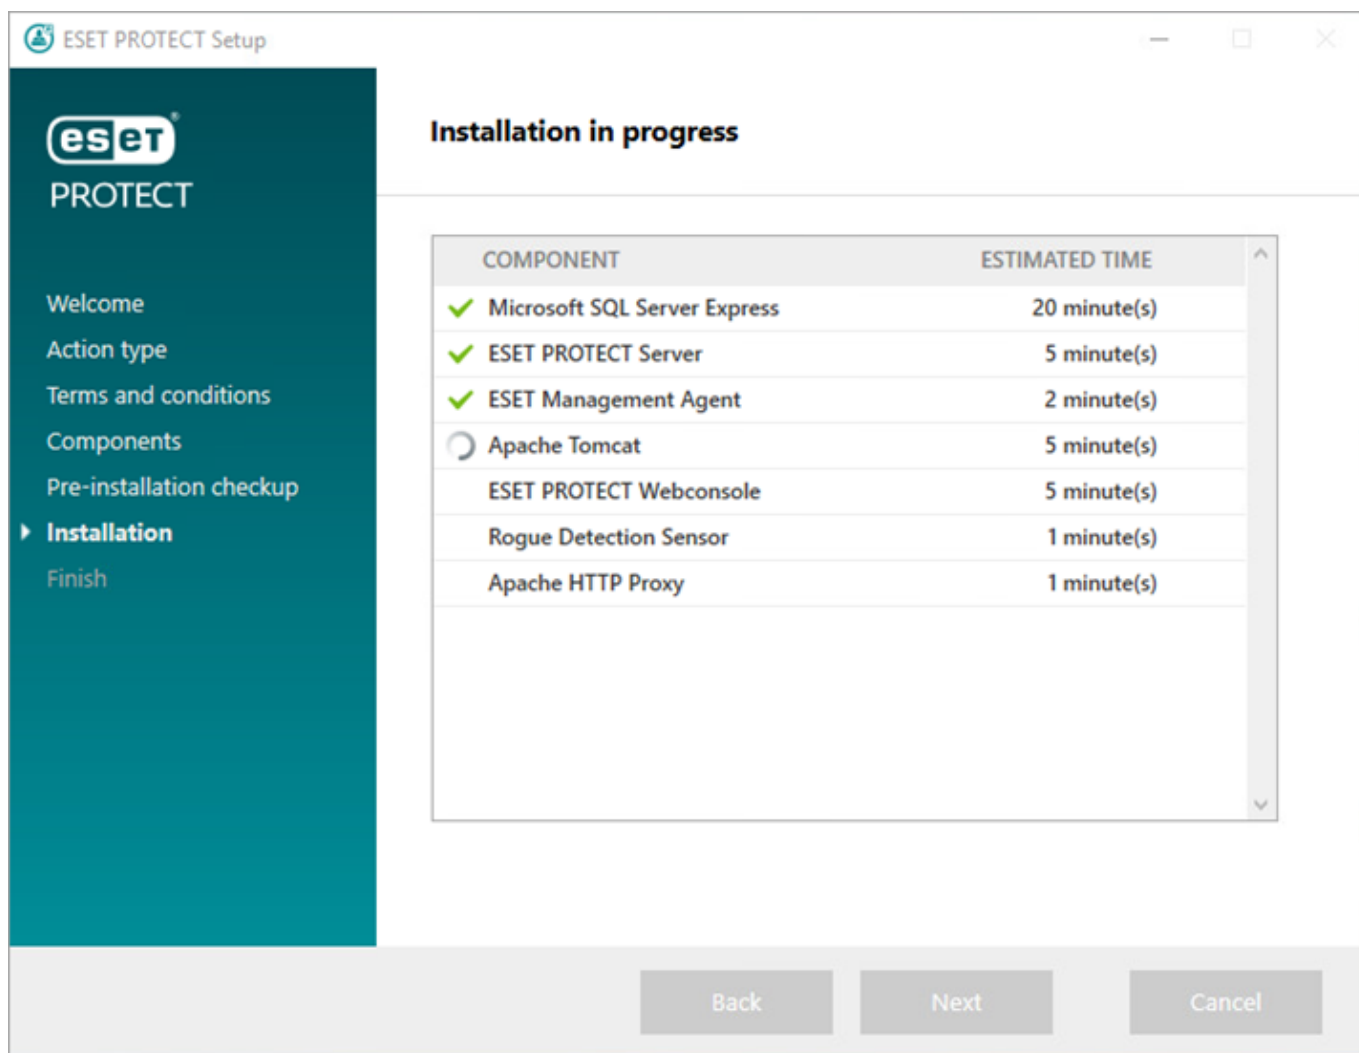 ESET PROTECT Setup
eset®
PROTECT
Welcome
Action type
Terms and conditions
Components
Pre-installation checkup
Installation
Finish
Installation in progress
COMPONENT ESTIMATED TIME
Microsoft SQL Server Express 20 minute(s)
ESET PROTECT Server 5 minute(s)
ESET Management Agent 2 minute(s)
Apache Tomcat 5 minute(s)
ESET PROTECT Webconsole 5 minute(s)
Rogue Detection Sensor 1 minute(s)
Apache HTTP Proxy 1 minute(s)
Back Next Cancel